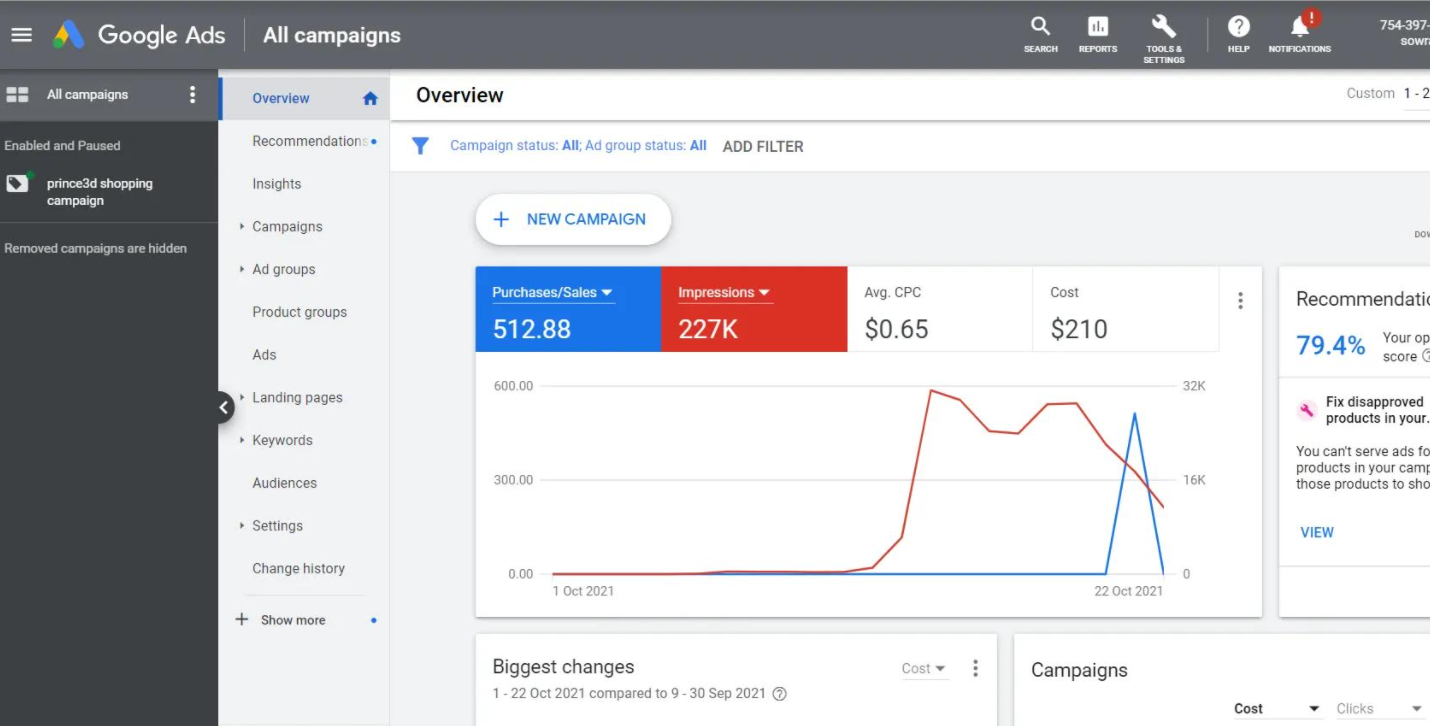 Google Ads
All campaigns
SEARCH
REPORTS
TOOLS &
SETTINGS
HELP
!
NOTIFICATIONS
754-397-
sowra
All campaigns
Enabled and Paused
prince3d shopping
campaign
Removed campaigns are hidden
Overview
Recommendations
Insights
Campaigns
Ad groups
Product groups
Ads
Landing pages
Keywords
Audiences
Settings
Change history
Show more
Overview
Custom 1 - 2
Campaign status: All; Ad group status: All ADD FILTER
NEW CAMPAIGN
DOW
Purchases/Sales
512.88
Impressions
227K
Avg. CPC
$0.65
Cost
$210
600.00
300.00
0.00
32K
16K
0
1 Oct 2021
22 Oct 2021
Recommendatio
79.4%
Your op
score
Fix disapproved
products in your.
You can't serve ads fo
products in your camp
those products to sho
VIEW
Biggest changes
Cost
1 - 22 Oct 2021 compared to 9 - 30 Sep 2021
Campaigns
Cost
Clicks